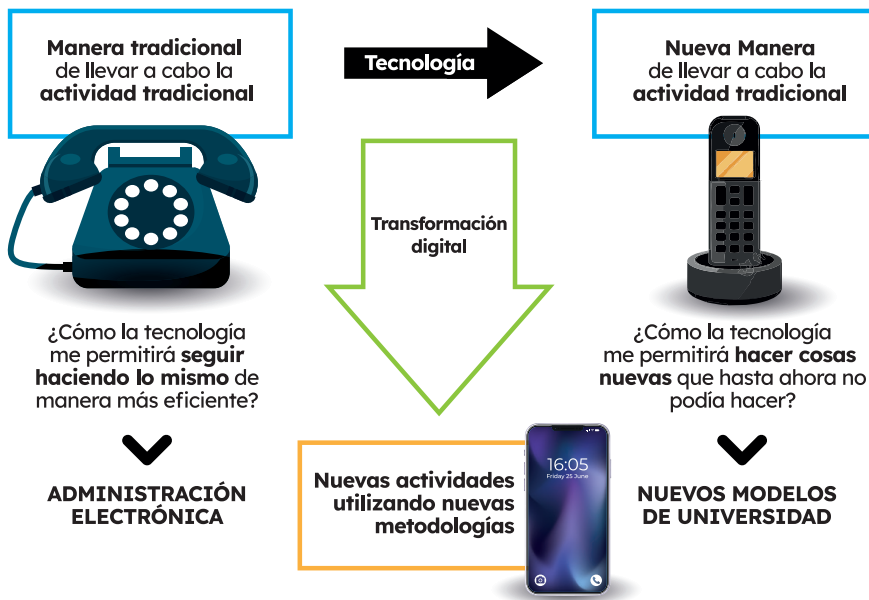 Manera tradicional
de llevar a cabo la
actividad tradicional
Tecnología
Nueva Manera
de llevar a cabo la
actividad tradicional
Transformación
digital
¿Cómo la tecnología
me permitirá seguir
haciendo lo mismo de
manera más eficiente?
ADMINISTRACIÓN
ELECTRÓNICA
¿Cómo la tecnología
me permitirá hacer cosas
nuevas que hasta ahora no
podía hacer?
NUEVOS MODELOS
DE UNIVERSIDAD
Nuevas actividades
utilizando nuevas
metodologías
16:05
Friday 25 June